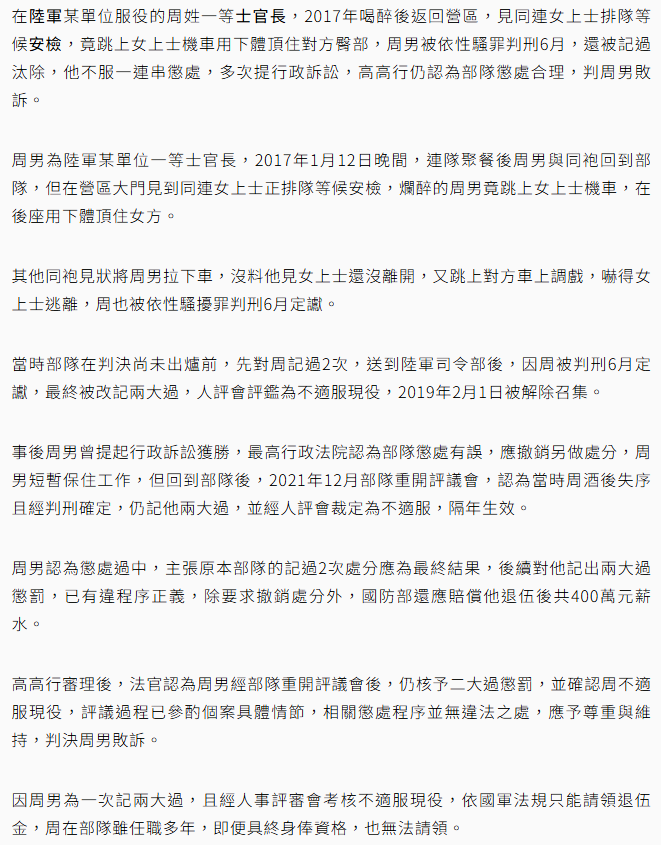 在陸軍某單位服役的周姓一等士官長，2017年喝醉後返回營區，見同連女上士排隊等
候安檢，竟跳上女上士機車用下體頂住對方臀部，周男被依性騷罪判刑6月，還被記過
汰除，他不服一連串懲處，多次提行政訴訟，高高行仍認為部隊懲處合理，判周男敗
訴。
周男為陸軍某單位一等士官長，2017年1月12日晚間，連隊聚餐後周男與同袍回到部
隊，但在營區大門見到同連女上士正排隊等候安檢，爛醉的周男竟跳上女上士機車，在
後座用下體頂住女方。
其他同袍見狀將周男拉下車，沒料他見女上士還沒離開，又跳上對方車上調戲，嚇得女
上士逃離，周也被依性騷擾罪判刑6月定讞。
當時部隊在判決尚未出爐前，先對周記過2次，送到陸軍司令部後，因周被判刑6月定
讞，最終被改記兩大過，人評會評鑑為不適服現役，2019年2月1日被解除召集。
事後周男曾提起行政訴訟獲勝，最高行政法院認為部隊懲處有誤，應撤銷另做處分，周
男短暫保住工作，但回到部隊後，2021年12月部隊重開評議會，認為當時周酒後失序
且經判刑確定，仍記他兩大過，並經人評會裁定為不適服，隔年生效。
周男認為懲處過中，主張原本部隊的記過2次處分應為最終結果，後續對他記出兩大過
懲罰，已有違程序正義，除要求撤銷處分外，國防部還應賠償他退伍後共400萬元薪
水。
高高行審理後，法官認為周男經部隊重開評議會後，仍核予二大過懲罰，並確認周不適
服現役，評議過程已參酌個案具體情節，相關懲處程序並無違法之處，應予尊重與維
持，判決周男敗訴。
因周男為一次記兩大過，且經人事評審會考核不適服現役，依國軍法規只能請領退伍
金，周在部隊雖任職多年，即便具終身俸資格，也無法請領。